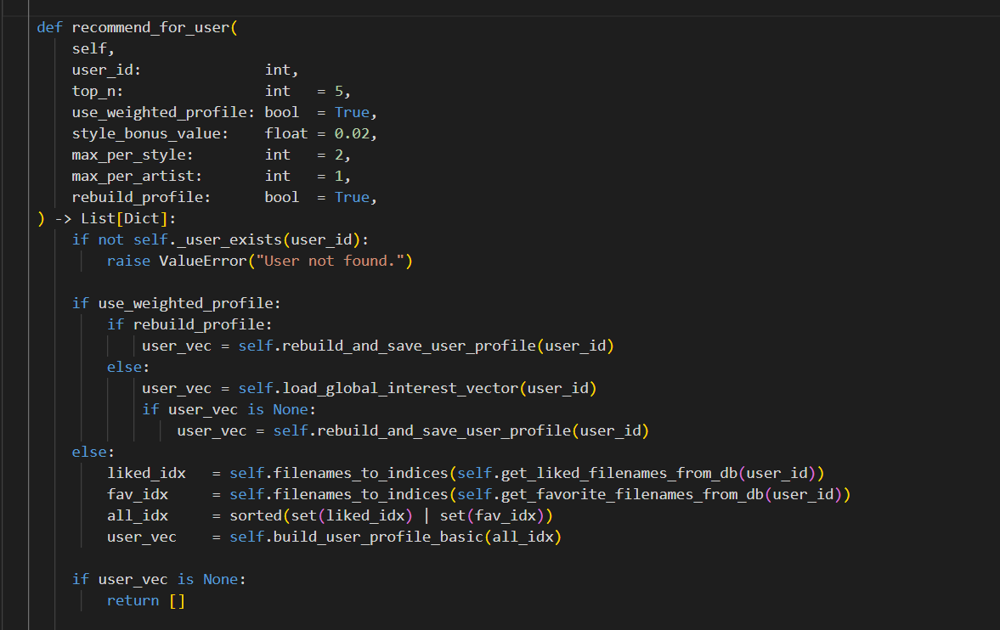 def recommend_for_user(
    self,
    user_id:              int,
    top_n:                int   = 5,
    use_weighted_profile: bool  = True,
    style_bonus_value:    float = 0.02,
    max_per_style:        int   = 2,
    max_per_artist:       int   = 1,
    rebuild_profile:      bool  = True,
) -> List[Dict]:
    if not self._user_exists(user_id):
        raise ValueError("User not found.")

    if use_weighted_profile:
        if rebuild_profile:
            user_vec = self.rebuild_and_save_user_profile(user_id)
        else:
            user_vec = self.load_global_interest_vector(user_id)
            if user_vec is None:
                user_vec = self.rebuild_and_save_user_profile(user_id)
    else:
        liked_idx   = self.filenames_to_indices(self.get_liked_filenames_from_db(user_id))
        fav_idx     = self.filenames_to_indices(self.get_favorite_filenames_from_db(user_id))
        all_idx     = sorted(set(liked_idx) | set(fav_idx))
        user_vec    = self.build_user_profile_basic(all_idx)

    if user_vec is None:
        return []